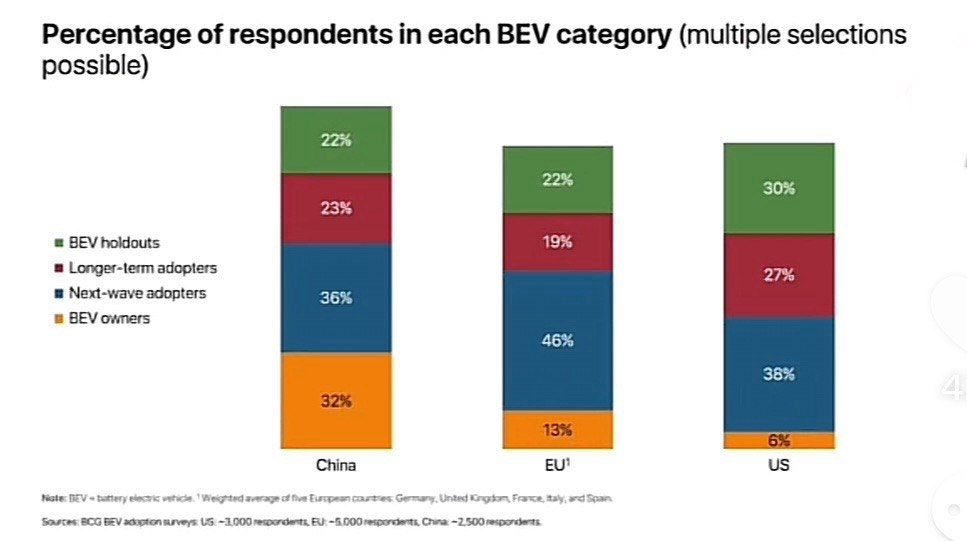 Percentage of respondents in each BEV category (multiple selections
possible)
22%
23%
36%
32%
22%
19%
46%
13%
30%
27%
38%
6%
BEV holdouts
Longer-term adopters
Next-wave adopters
BEV owners
China
EU¹
US
Note: BEV = battery electric vehicle. ¹ Weighted average of five European countries: Germany, United Kingdom, France, Italy, and Spain.
Sources: BCG BEV adoption surveys: US: ~3,000 respondents, EU: ~5,000 respondents, China: ~2,500 respondents.